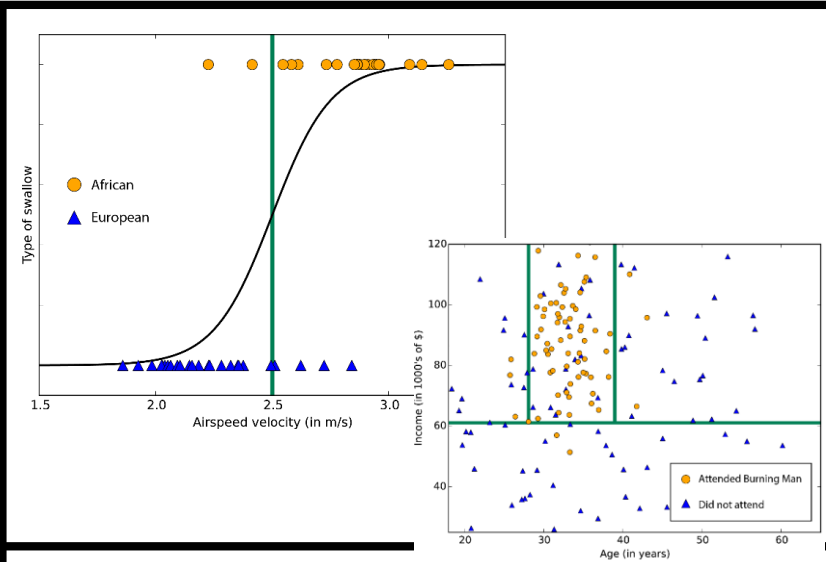 Type of swallow
African
European
1.5
2.0
2.5
3.0
Airspeed velocity (in m/s)
Income (in 1000's of $)
120
100
80
60
40
Attended Burning Man
Did not attend
20
30
40
50
60
Age (in years)